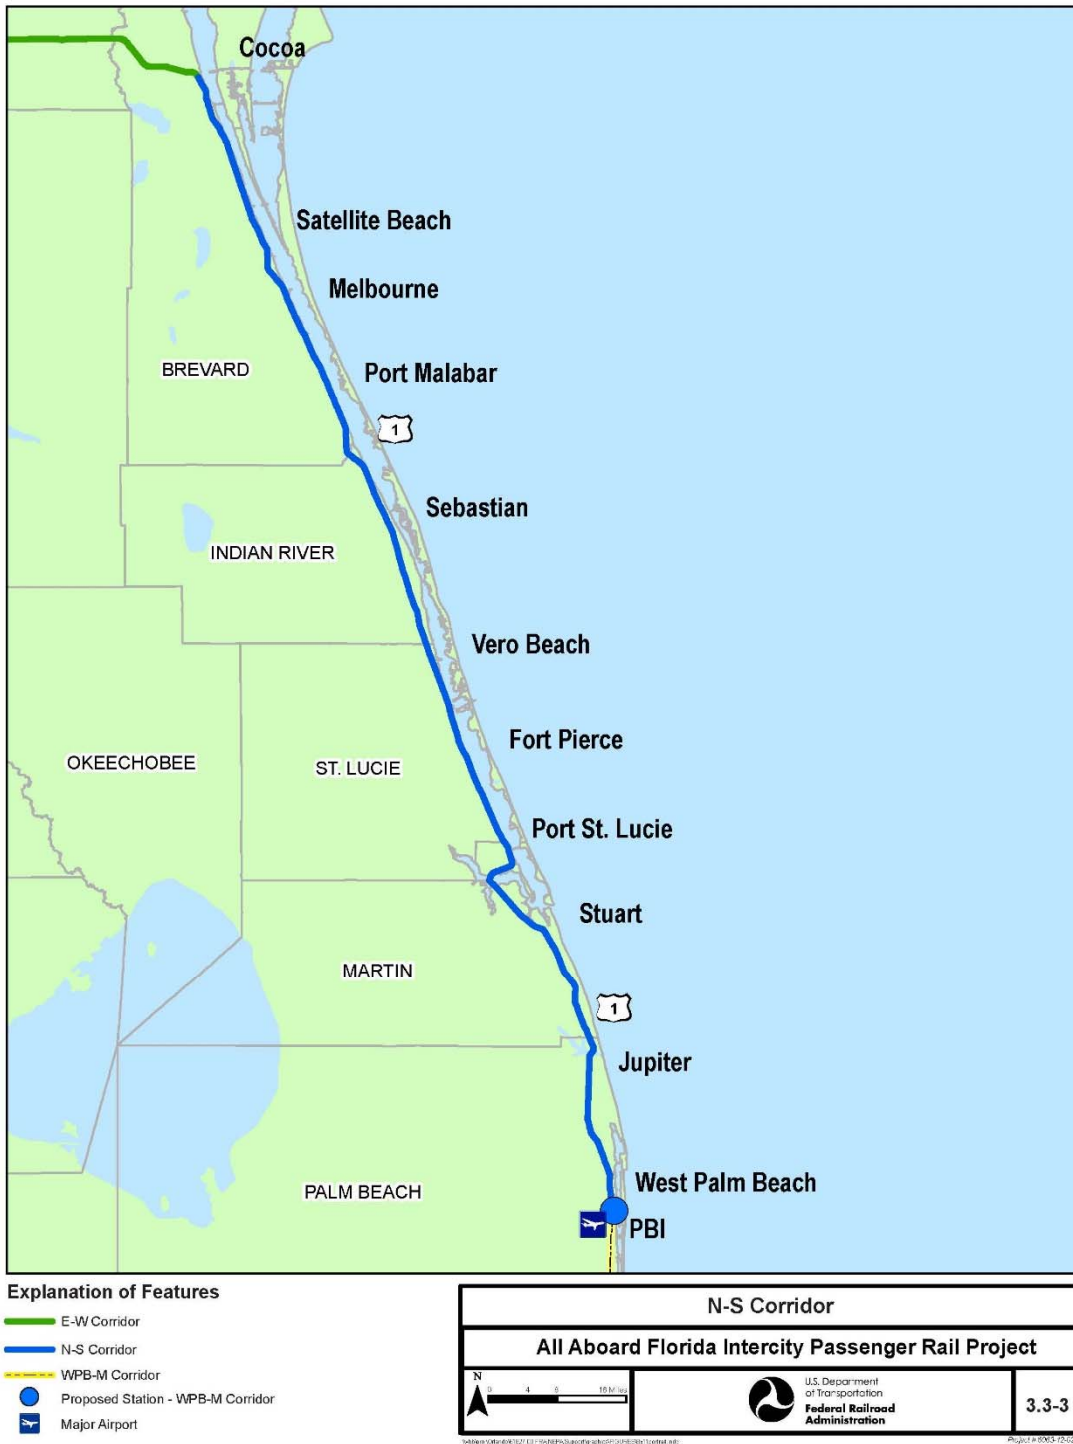 Cocoa
Satellite Beach
Melbourne
Port Malabar
BREVARD
1
Sebastian
INDIAN RIVER
Vero Beach
Fort Pierce
OKEECHOBEE
ST. LUCIE
Port St. Lucie
Stuart
MARTIN
1
Jupiter
PALM BEACH
West Palm Beach
PBI
Explanation of Features
E-W Corridor
N-S Corridor
WPB-M Corridor
Proposed Station - WPB-M Corridor
Major Airport
N-S Corridor
All Aboard Florida Intercity Passenger Rail Project
N
0 4 8 16 Miles
U.S. Department
of Transportation
Federal Railroad
Administration
3.3-3